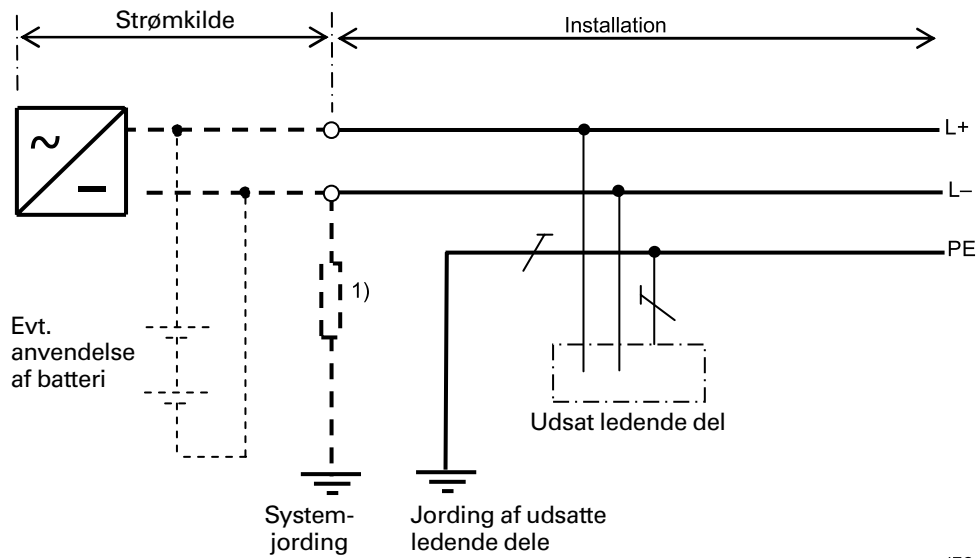 Strømkilde
Installation
L+
L–
PE
1)
Evt.
anvendelse
af batteri
Udsat ledende del
System-
jording
Jording af udsatte
ledende dele